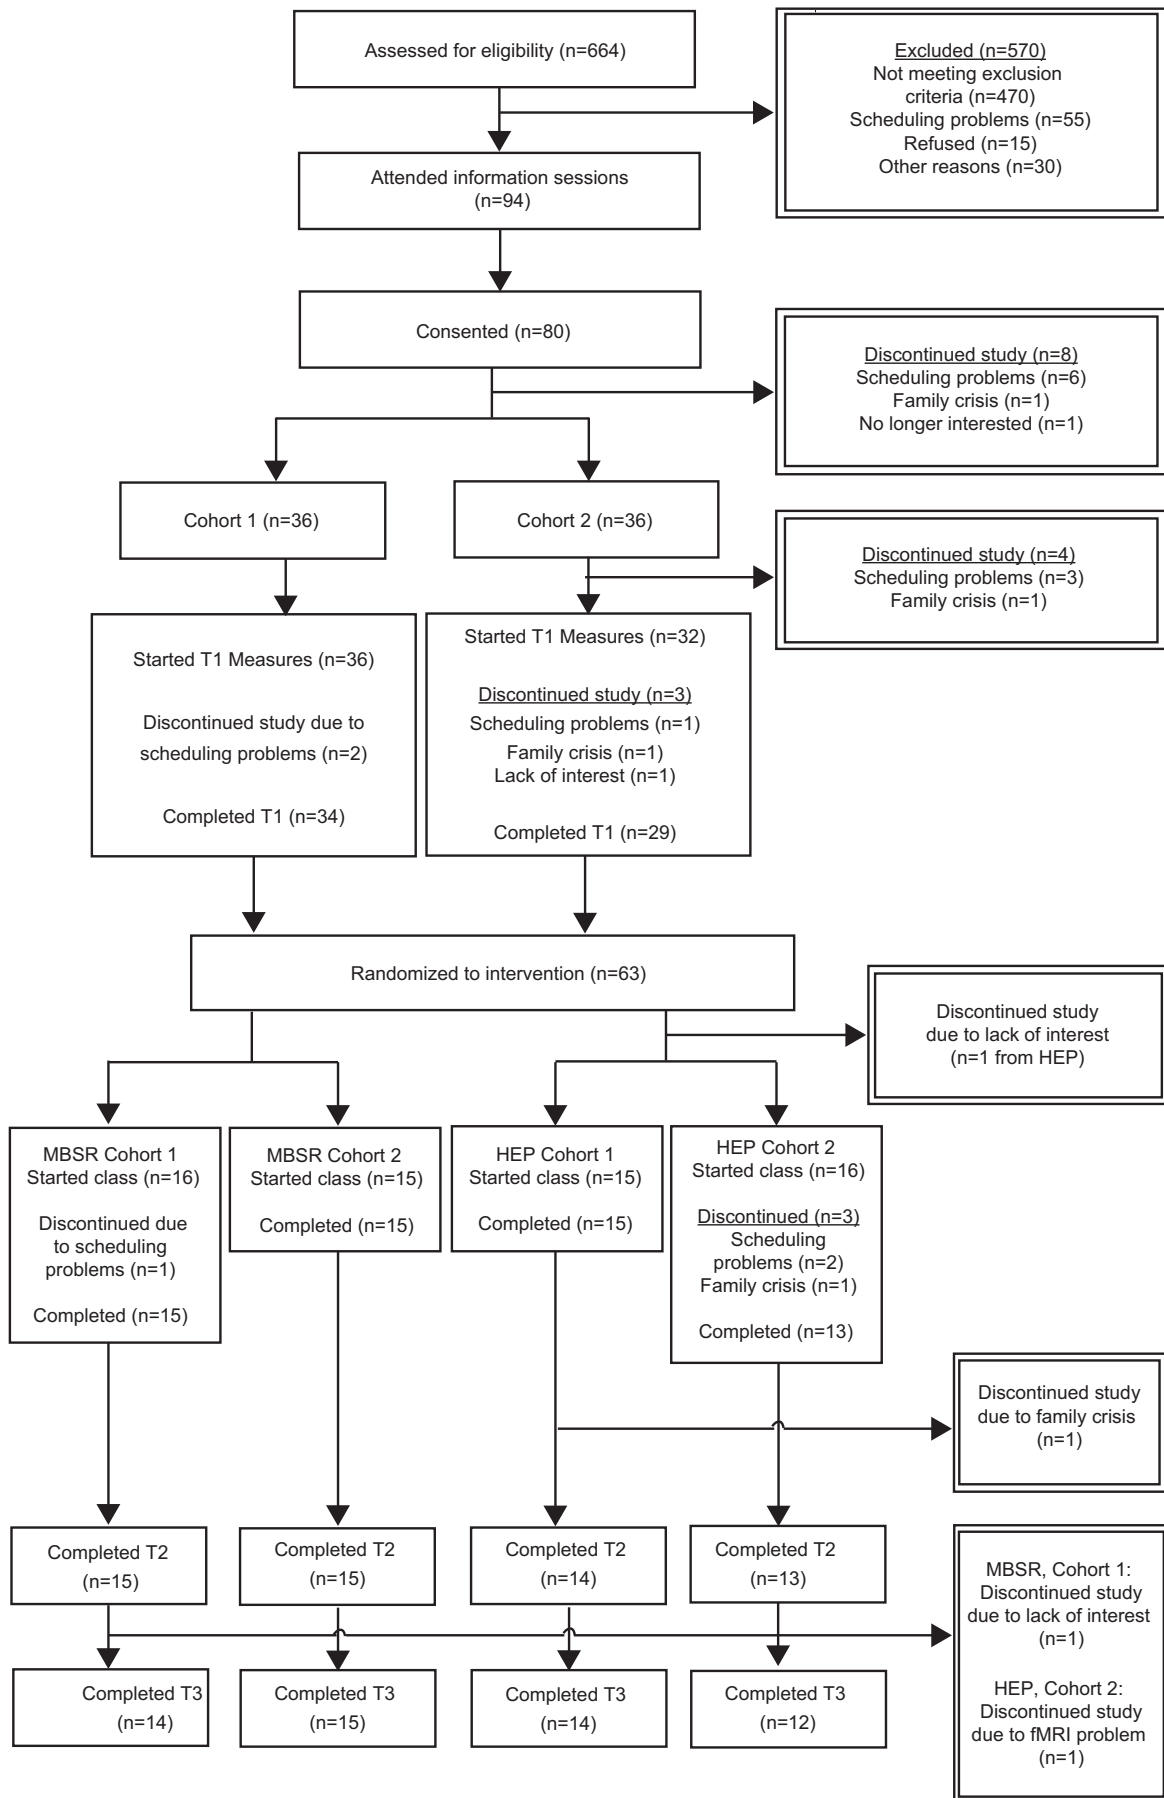 Assessed for eligibility (n=664)
Excluded (n=570)
Not meeting exclusion
criteria (n=470)
Scheduling problems (n=55)
Refused (n=15)
Other reasons (n=30)
Attended information sessions
(n=94)
Consented (n=80)
Discontinued study (n=8)
Scheduling problems (n=6)
Family crisis (n=1)
No longer interested (n=1)
Cohort 1 (n=36)
Cohort 2 (n=36)
Discontinued study (n=4)
Scheduling problems (n=3)
Family crisis (n=1)
Started T1 Measures (n=36)
Discontinued study due to
scheduling problems (n=2)
Completed T1 (n=34)
Started T1 Measures (n=32)
Discontinued study (n=3)
Scheduling problems (n=1)
Family crisis (n=1)
Lack of interest (n=1)
Completed T1 (n=29)
Randomized to intervention (n=63)
Discontinued study
due to lack of interest
(n=1 from HEP)
MBSR Cohort 1
Started class (n=16)
Discontinued due
to scheduling
problems (n=1)
Completed (n=15)
MBSR Cohort 2
Started class (n=15)
Completed (n=15)
HEP Cohort 1
Started class (n=15)
Completed (n=15)
HEP Cohort 2
Started class (n=16)
Discontinued (n=3)
Scheduling
problems (n=2)
Family crisis (n=1)
Completed (n=13)
Discontinued study
due to family crisis
(n=1)
Completed T2
(n=15)
Completed T2
(n=15)
Completed T2
(n=14)
Completed T2
(n=13)
MBSR, Cohort 1:
Discontinued study
due to lack of interest
(n=1)
HEP, Cohort 2:
Discontinued study
due to fMRI problem
(n=1)
Completed T3
(n=14)
Completed T3
(n=15)
Completed T3
(n=14)
Completed T3
(n=12)